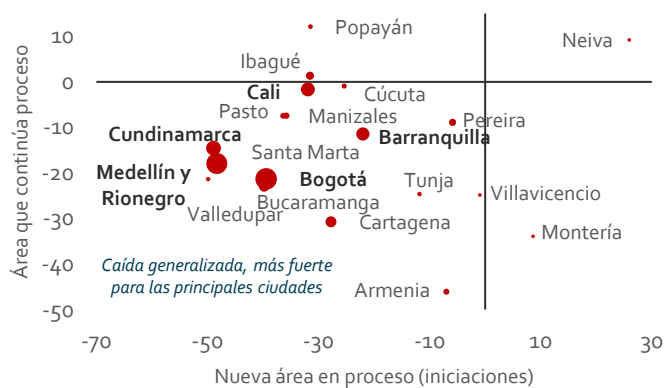 10
0
-10
-20
-30
-40
-50
Área que continúa proceso
Popayán
Neiva
Ibagué
Cali
Cúcuta
Pasto
Manizales
Pereira
Cundinamarca
Barranquilla
Santa Marta
Medellín y
Rionegro
Bogotá
Tunja
Villavicencio
Bucaramanga
Valledupar
Cartagena
Montería
Caída generalizada, más fuerte
para las principales ciudades
Armenia
-70
-50
-30
-10
10
30
Nueva área en proceso (iniciaciones)